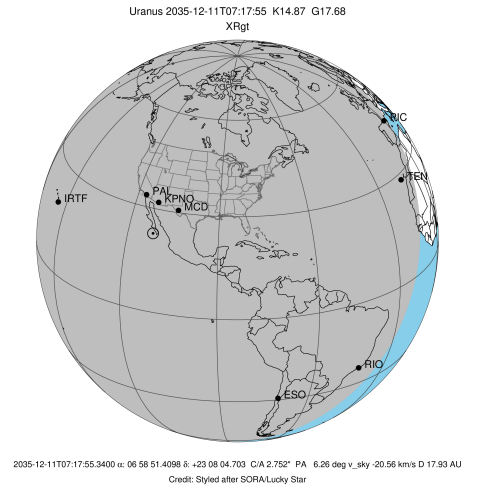 Uranus 2035-12-11T07:17:55 K14.87 G17.68
XRgt
PIC
TEN
IRTF
PAL
KPNO
MCD
RIO
ESO
2035-12-11T07:17:55.3400 α: 06 58 51.4098 δ: +23 08 04.703 C/A 2.752" PA 6.26 deg v_sky -20.56 km/s D 17.93 AU
Credit: Styled after SORA/Lucky Star